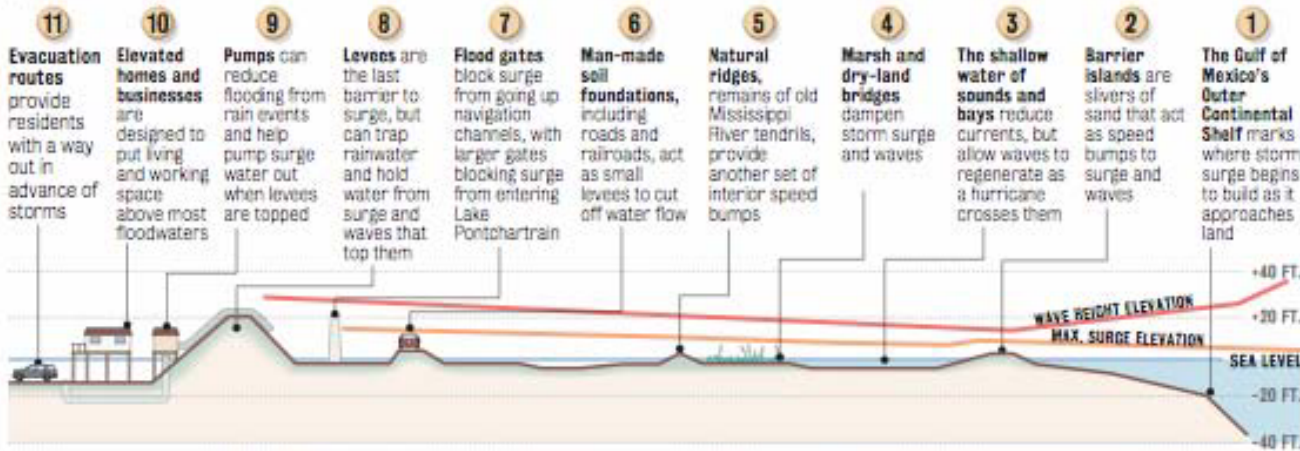 11
Evacuation
routes
provide
residents
with a way
out in
advance of
storms
10
Elevated
homes and
businesses
are
designed to
put living
and working
space
above most
floodwaters
9
Pumps can
reduce
flooding from
rain events
and help
pump surge
water out
when levees
are topped
8
Levees are
the last
barrier to
surge, but
can trap
rainwater
and hold
water from
surge and
waves that
top them
7
Flood gates
block surge
from going up
navigation
channels, with
larger gates
blocking surge
from entering
Lake
Pontchartrain
6
Man-made
soil
foundations,
including
roads and
railroads, act
as small
levees to cut
off water flow
5
Natural
ridges,
remains of old
Mississippi
River tendrils,
provide
another set of
interior speed
bumps
4
Marsh and
dry-land
bridges
dampen
storm surge
and waves
3
The shallow
water of
sounds and
bays reduce
currents, but
allow waves to
regenerate as
a hurricane
crosses them
2
Barrier
islands are
slivers of
sand that act
as speed
bumps to
surge and
waves
1
The Gulf of
Mexico's
Outer
Continental
Shelf marks
where storm
surge begins
to build as it
approaches
land
+40 FT.
WAVE HEIGHT ELEVATION
+20 FT.
MAX. SURGE ELEVATION
SEA LEVEL
-20 FT.
-40 FT.